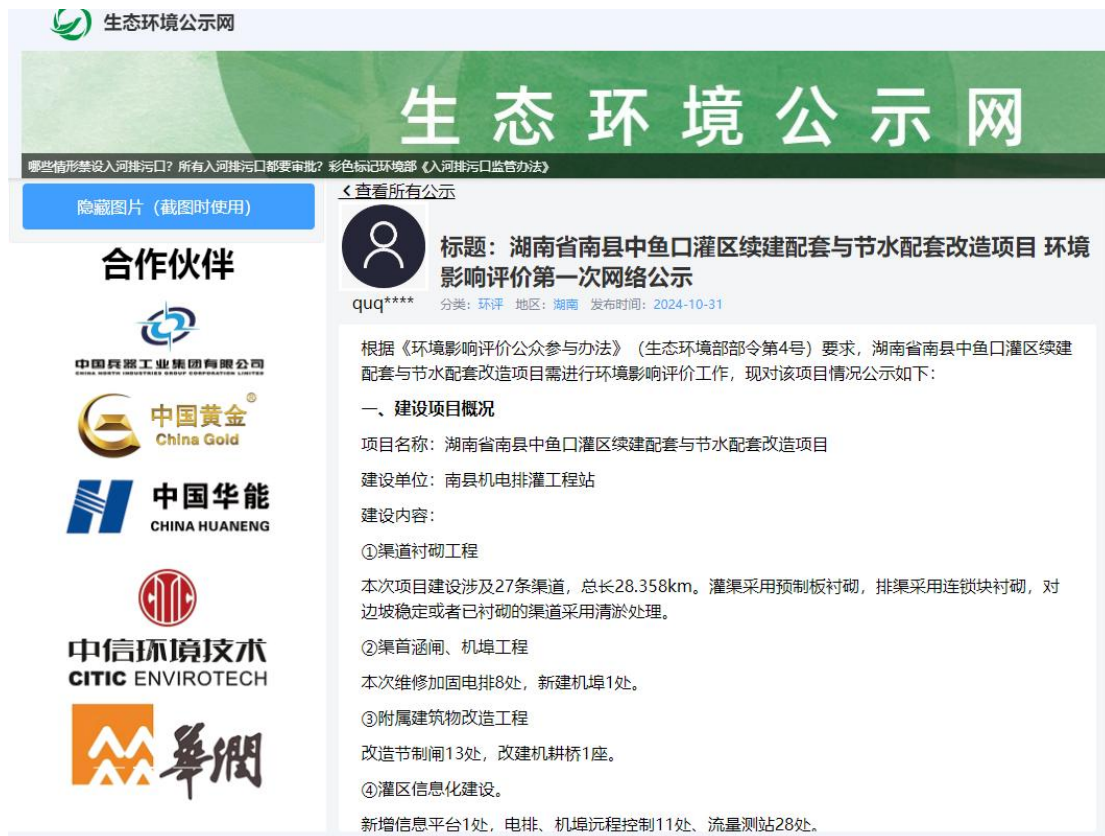 生态环境公示网
生态环境公示网
哪些情形禁设入河排污口？所有入河排污口都要审批？彩色标记环境部《入河排污口监管办法》
隐藏图片（截图时使用）
合作伙伴
中国兵器工业集团有限公司
CHINA NORTH INDUSTRIES GROUP CORPORATION LIMITED
中国黄金®
China Gold
中国华能
CHINA HUANENG
中信环境技术
CITIC ENVIROTECH
華潤
<查看所有公示
quq****
标题：湖南省南县中鱼口灌区续建配套与节水配套改造项目 环境
影响评价第一次网络公示
分类：环评 地区：湖南 发布时间：2024-10-31
根据《环境影响评价公众参与办法》（生态环境部部令第4号）要求，湖南省南县中鱼口灌区续建
配套与节水配套改造项目需进行环境影响评价工作，现对该项目情况公示如下：
一、建设项目概况
项目名称：湖南省南县中鱼口灌区续建配套与节水配套改造项目
建设单位：南县机电排灌工程站
建设内容：
①渠道衬砌工程
本次项目建设涉及27条渠道，总长28.358km。灌渠采用预制板衬砌，排渠采用连锁块衬砌，对
边坡稳定或者已衬砌的渠道采用清淤处理。
②渠首涵闸、机埠工程
本次维修加固电排8处，新建机埠1处。
③附属建筑物改造工程
改造节制闸13处，改建机耕桥1座。
④灌区信息化建设。
新增信息平台1处，电排、机埠远程控制11处、流量测站28处。